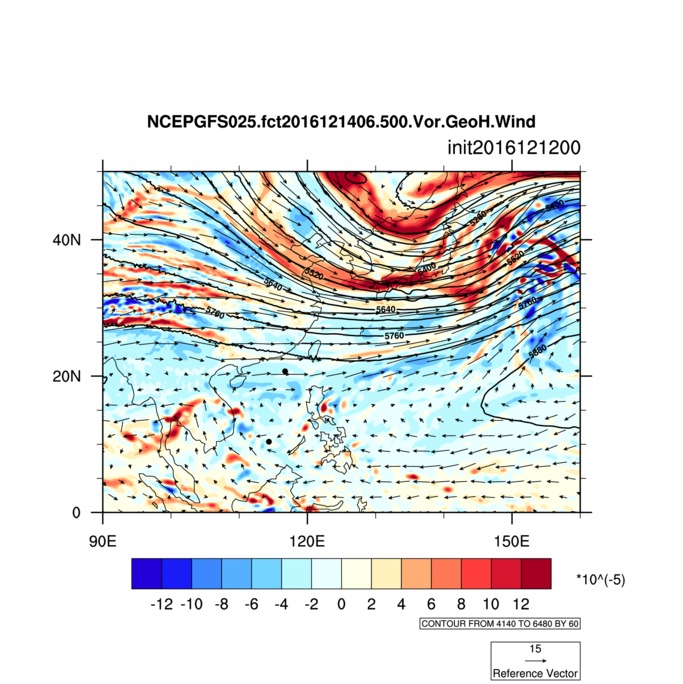 NCEPGFS025.fct2016121406.500.Vor.GeoH.Wind
init2016121200
40N
20N
0
90E 120E 150E
5280
5400
5400
5520
5520
5640
5640
5760
5760
5760
5880
-12 -10 -8 -6 -4 -2 0 2 4 6 8 10 12
*10^(-5)
CONTOUR FROM 4140 TO 6480 BY 60
15
Reference Vector